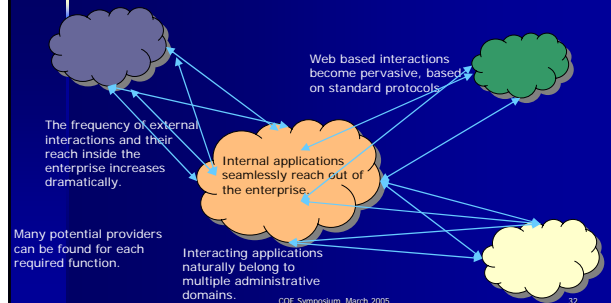 Web based interactions
become pervasive, based
on standard protocols
The frequency of external
interactions and their
reach inside the
enterprise increases
dramatically.
Internal applications
seamlessly reach out of
the enterprise.
Many potential providers
can be found for each
required function.
Interacting applications
naturally belong to
multiple administrative
domains.
Symposium, March 2005
32